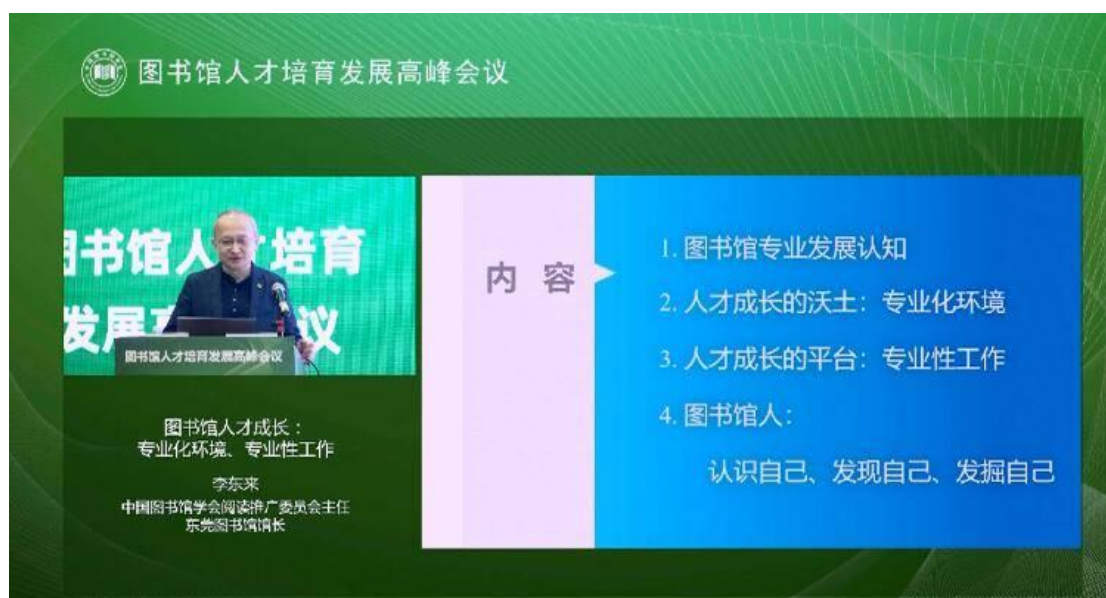 图书馆人才培育发展高峰会议
图书馆人才培育
发展高峰会议
图书馆人才培育发展高峰会议
图书馆人才成长：
专业化环境、专业性工作
李东来
中国图书馆学会阅读推广委员会主任
东莞图书馆馆长
内 容
1. 图书馆专业发展认知
2. 人才成长的沃土：专业化环境
3. 人才成长的平台：专业性工作
4. 图书馆人：
认识自己、发现自己、发掘自己